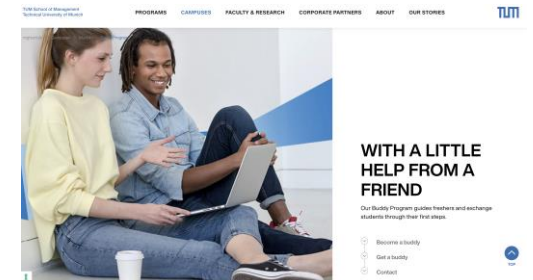 TUM School of Management
Technical University of Munich
PROGRAMS CAMPUSES FACULTY & RESEARCH CORPORATE PARTNERS ABOUT OUR STORIES
TUM
WITH A LITTLE
HELP FROM A
FRIEND
Our Buddy Program guides freshers and exchange
students through their first steps.
Become a buddy
Get a buddy
Contact
TOP